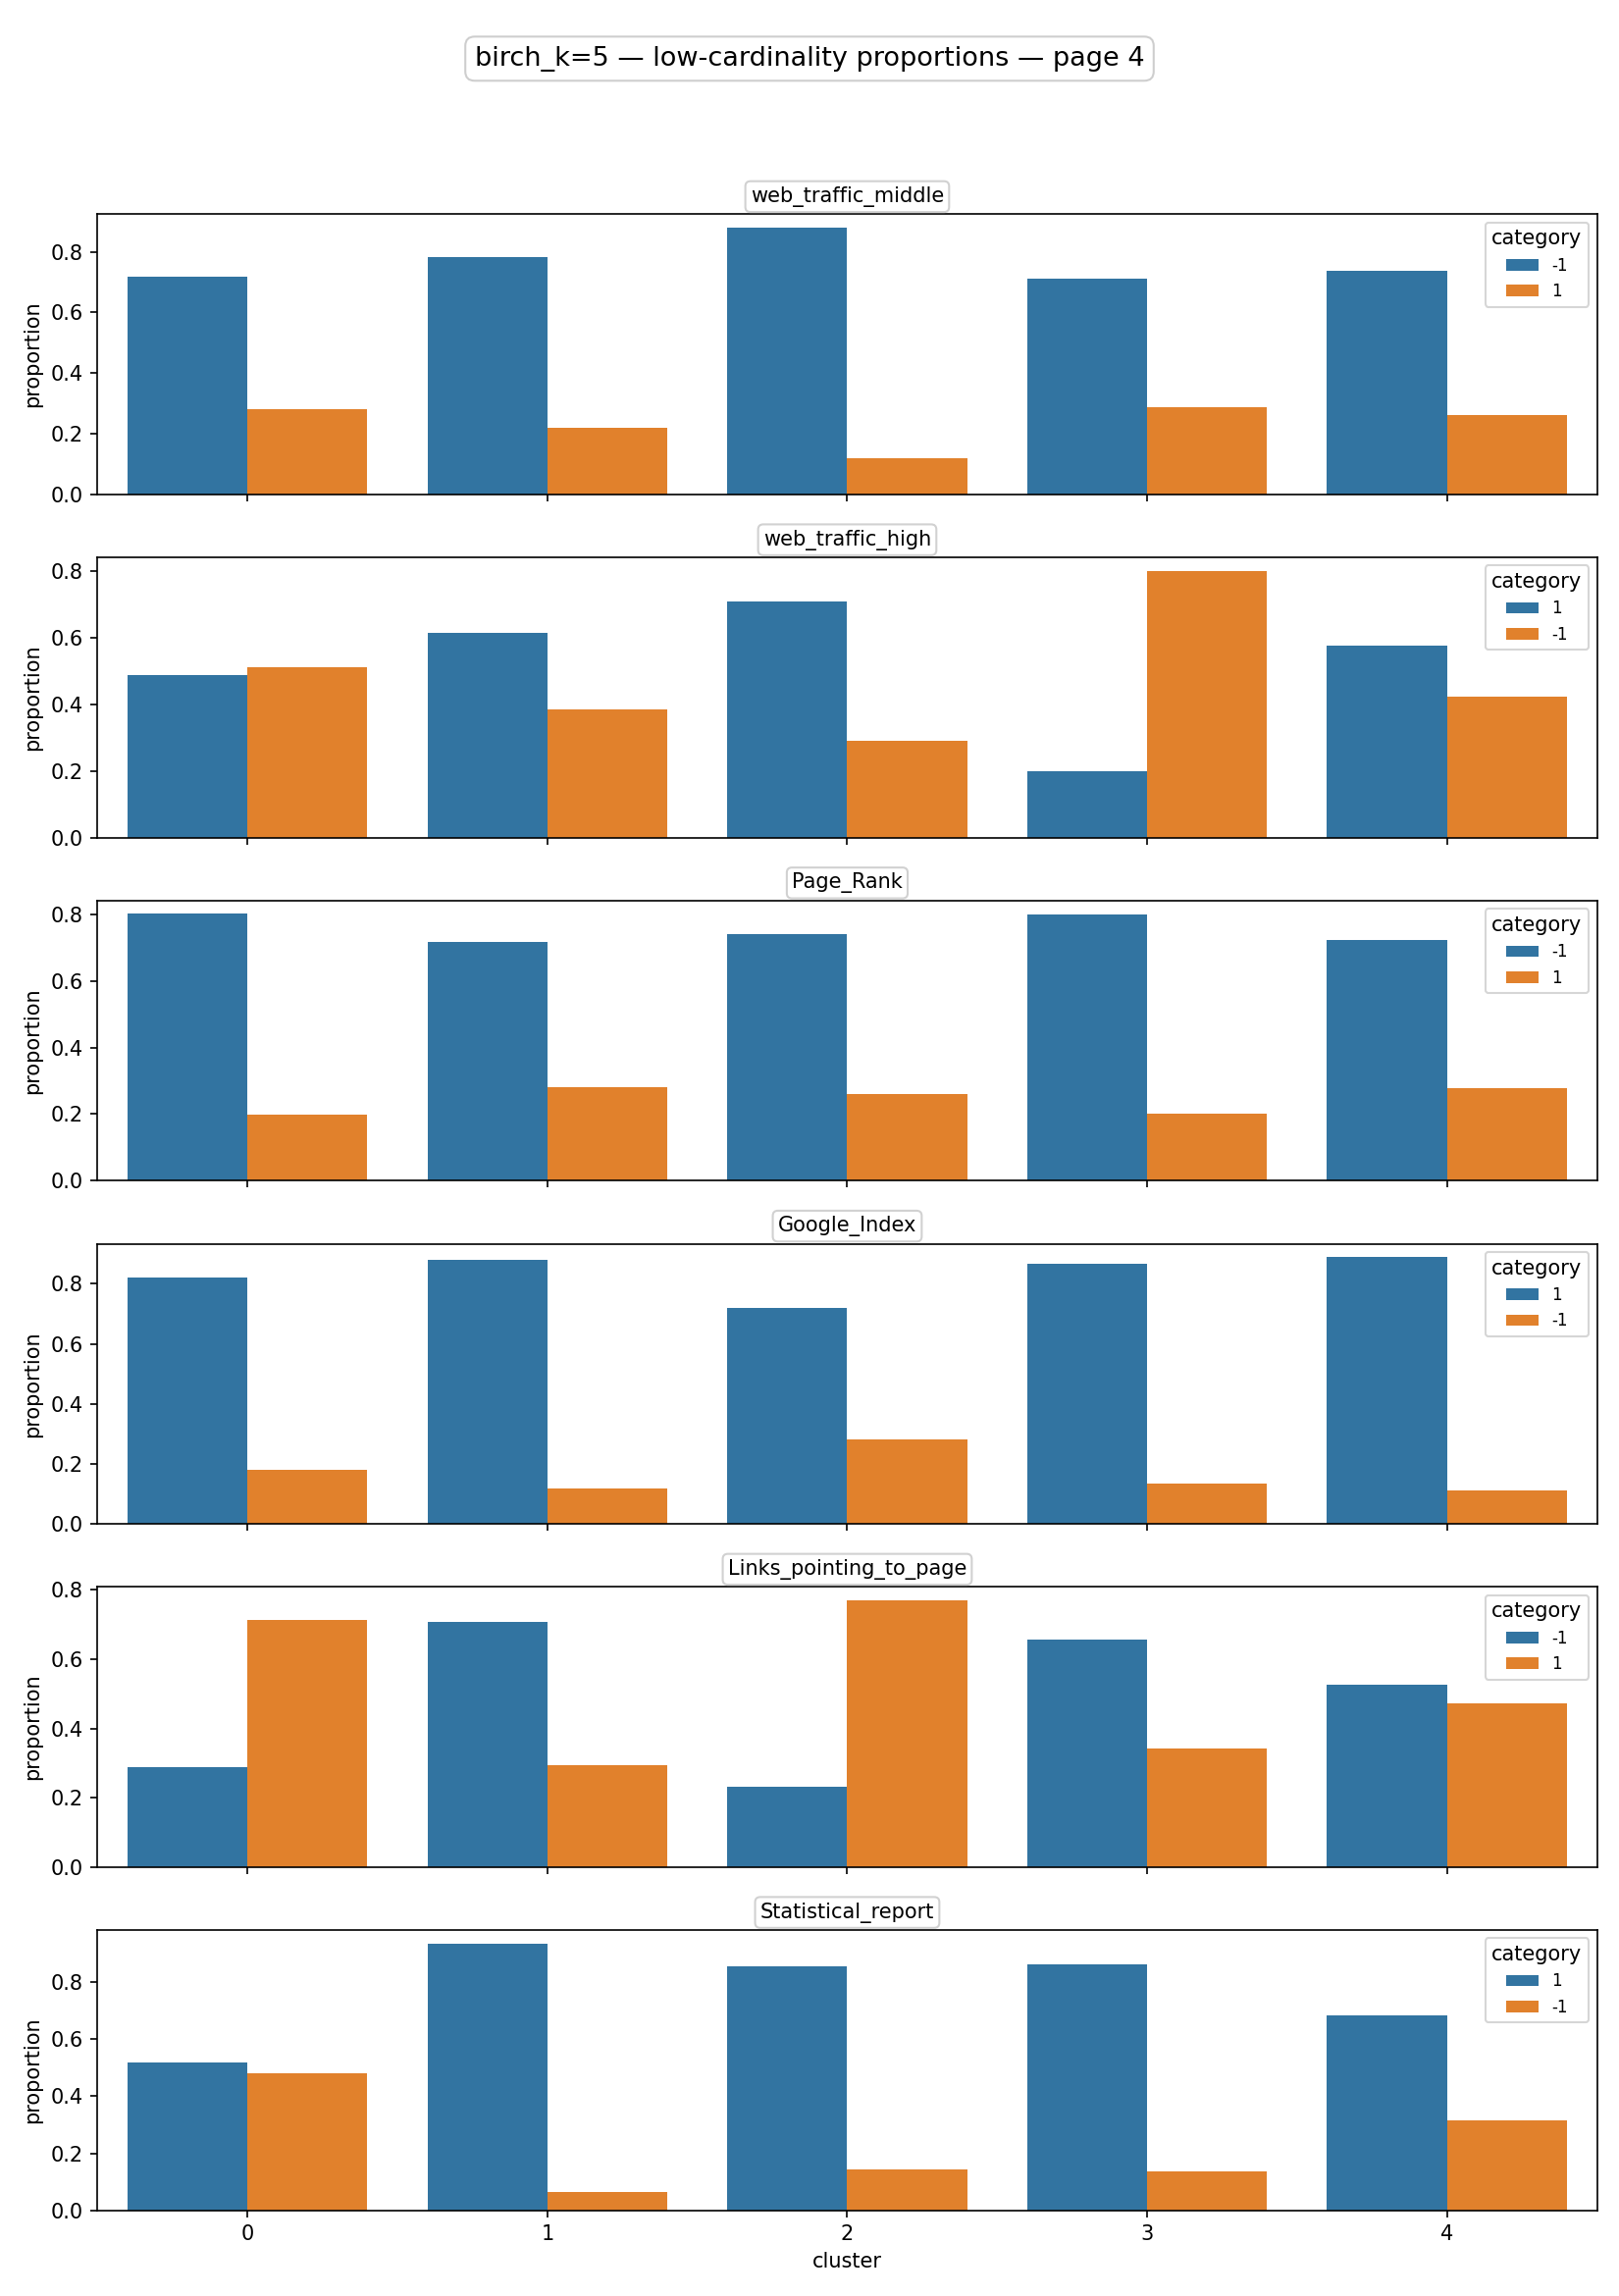 birch_k=5 — low-cardinality proportions — page 4
web_traffic_middle
proportion
0.8
0.6
0.4
0.2
0.0
category
-1
1
web_traffic_high
proportion
0.8
0.6
0.4
0.2
0.0
category
1
-1
Page_Rank
proportion
0.8
0.6
0.4
0.2
0.0
category
-1
1
Google_Index
proportion
0.8
0.6
0.4
0.2
0.0
category
1
-1
Links_pointing_to_page
proportion
0.8
0.6
0.4
0.2
0.0
category
-1
1
Statistical_report
proportion
0.8
0.6
0.4
0.2
0.0
category
1
-1
0 1 2 3 4
cluster